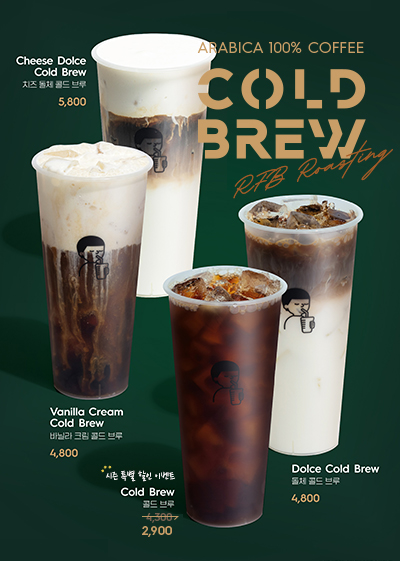 ARABICA 100% COFFEE
COLD
BREW
RFB Roasting
Cheese Dolce
Cold Brew
치즈 돌체 콜드 브루
5,800
Vanilla Cream
Cold Brew
바닐라 크림 콜드 브루
4,800
시즌 특별 할인 이벤트
Cold Brew
콜드 브루
4,300
2,900
Dolce Cold Brew
돌체 콜드 브루
4,800